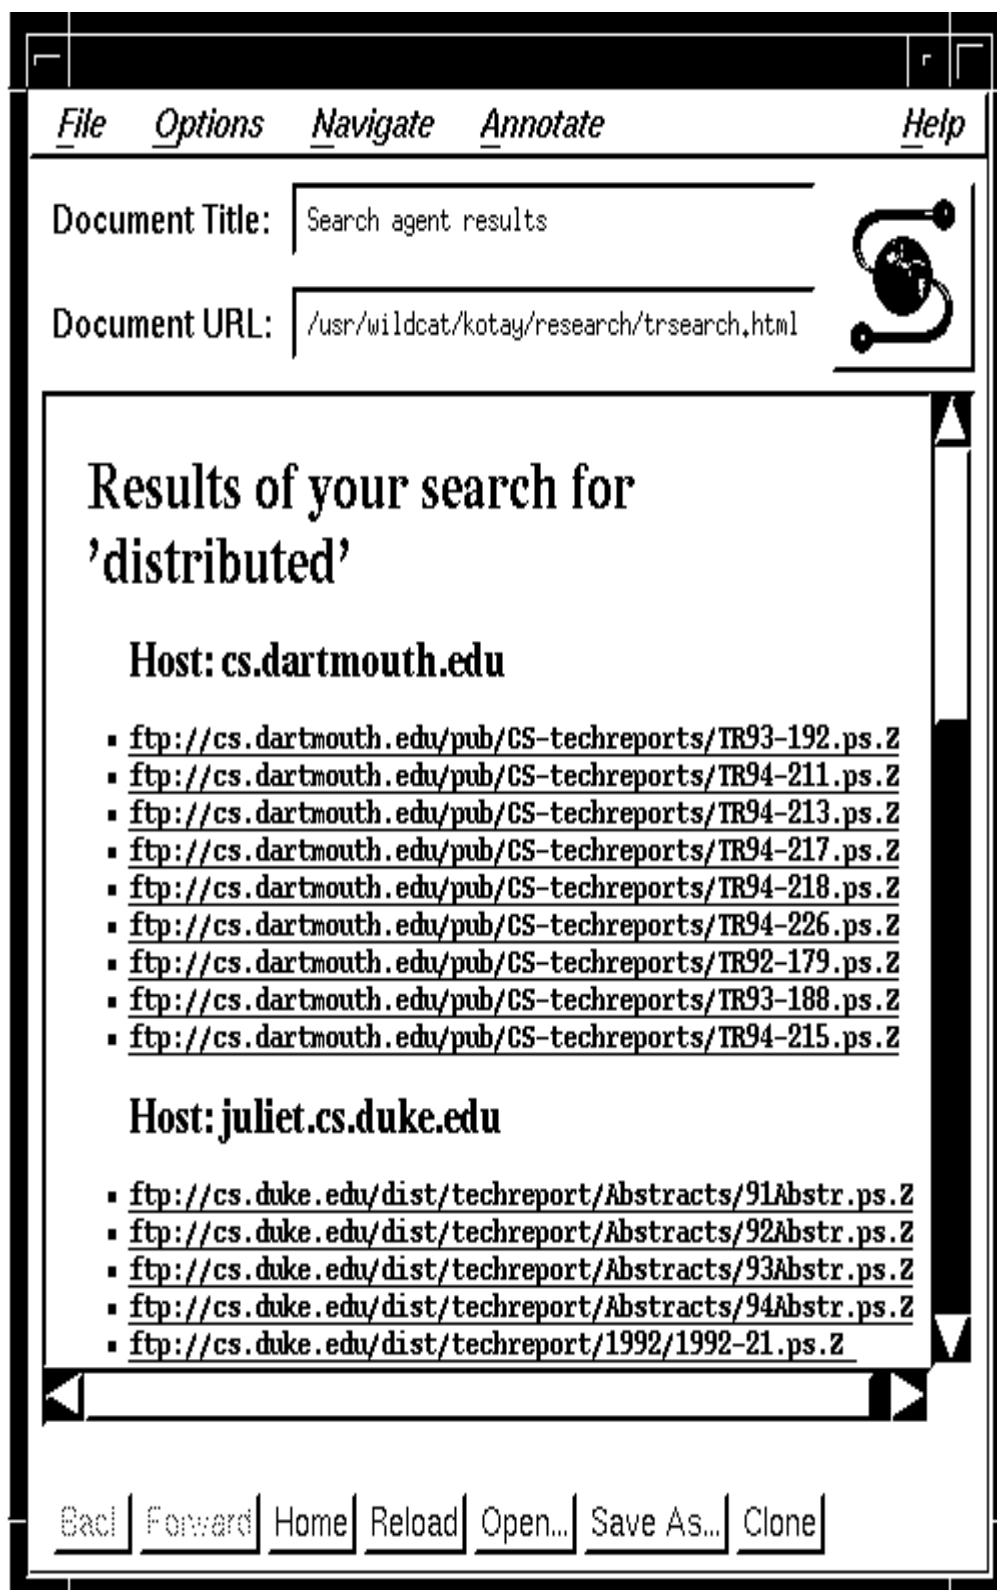 File Options Navigate Annotate Help
Document Title: Search agent results
Document URL: /usr/wildcat/kotay/research/trsearch.html
Results of your search for
'distributed'
Host: cs.dartmouth.edu
ftp://cs.dartmouth.edu/pub/CS-techreports/TR93-192.ps.Z
ftp://cs.dartmouth.edu/pub/CS-techreports/TR94-211.ps.Z
ftp://cs.dartmouth.edu/pub/CS-techreports/TR94-213.ps.Z
ftp://cs.dartmouth.edu/pub/CS-techreports/TR94-217.ps.Z
ftp://cs.dartmouth.edu/pub/CS-techreports/TR94-218.ps.Z
ftp://cs.dartmouth.edu/pub/CS-techreports/TR94-226.ps.Z
ftp://cs.dartmouth.edu/pub/CS-techreports/TR92-179.ps.Z
ftp://cs.dartmouth.edu/pub/CS-techreports/TR93-188.ps.Z
ftp://cs.dartmouth.edu/pub/CS-techreports/TR94-215.ps.Z
Host: juliet.cs.duke.edu
ftp://cs.duke.edu/dist/techreport/Abstracts/91Abstr.ps.Z
ftp://cs.duke.edu/dist/techreport/Abstracts/92Abstr.ps.Z
ftp://cs.duke.edu/dist/techreport/Abstracts/93Abstr.ps.Z
ftp://cs.duke.edu/dist/techreport/Abstracts/94Abstr.ps.Z
ftp://cs.duke.edu/dist/techreport/1992/1992-21.ps.Z
Bacl Forward Home Reload Open... Save As... Clone